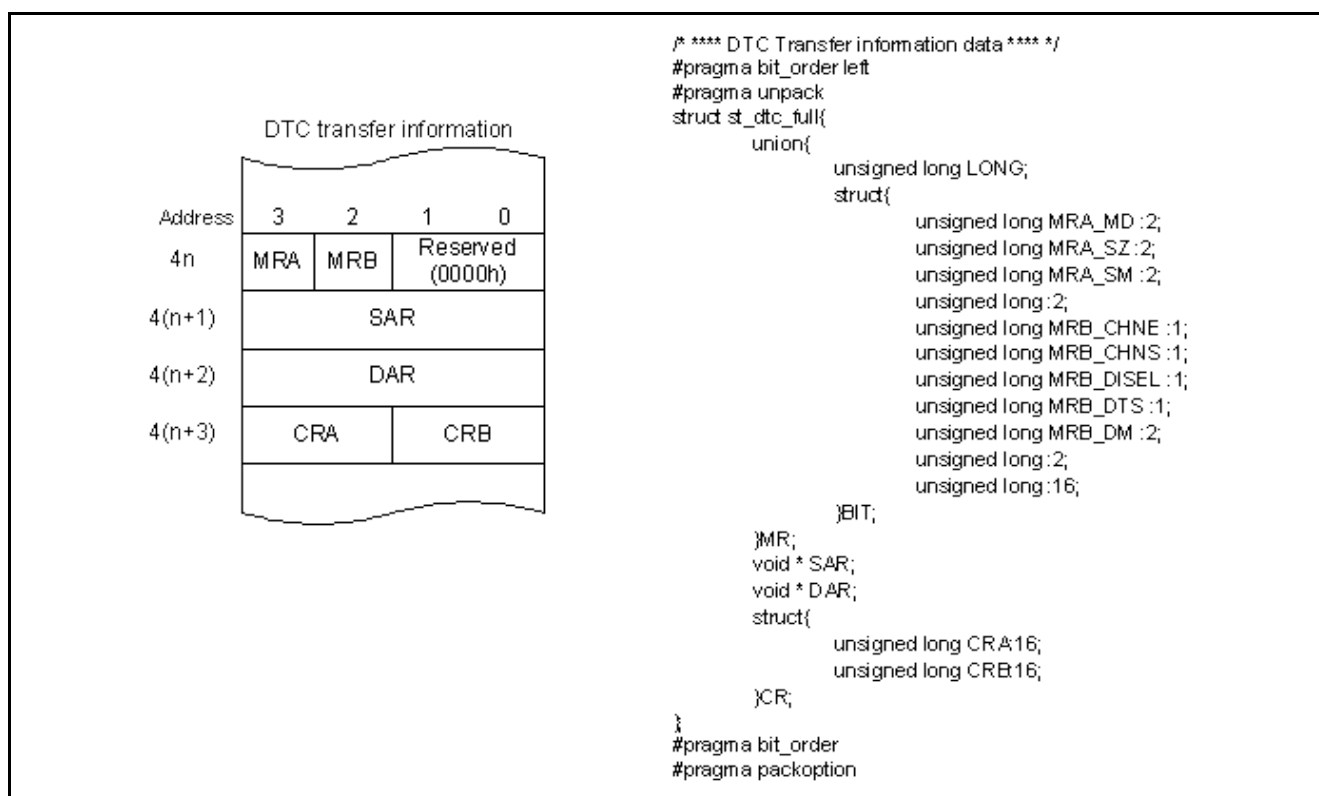 DTC transfer information
Address 3 2 1 0
4n MRA MRB Reserved
(0000h)
4(n+1) SAR
4(n+2) DAR
4(n+3) CRA CRB
/* **** DTC Transfer information data **** */
#pragma bit_order left
#pragma unpack
struct st_dtc_full{
union{
unsigned long LONG;
struct{
unsigned long MRA_MD :2;
unsigned long MRA_SZ :2;
unsigned long MRA_SM :2;
unsigned long :2;
unsigned long MRB_CHNE :1;
unsigned long MRB_CHNS :1;
unsigned long MRB_DISEL :1;
unsigned long MRB_DTS :1;
unsigned long MRB_DM :2;
unsigned long :2;
unsigned long :16;
}BIT;
}MR;
void * SAR;
void * DAR;
struct{
unsigned long CRA:16;
unsigned long CRB:16;
}CR;
};
#pragma bit_order
#pragma packoption